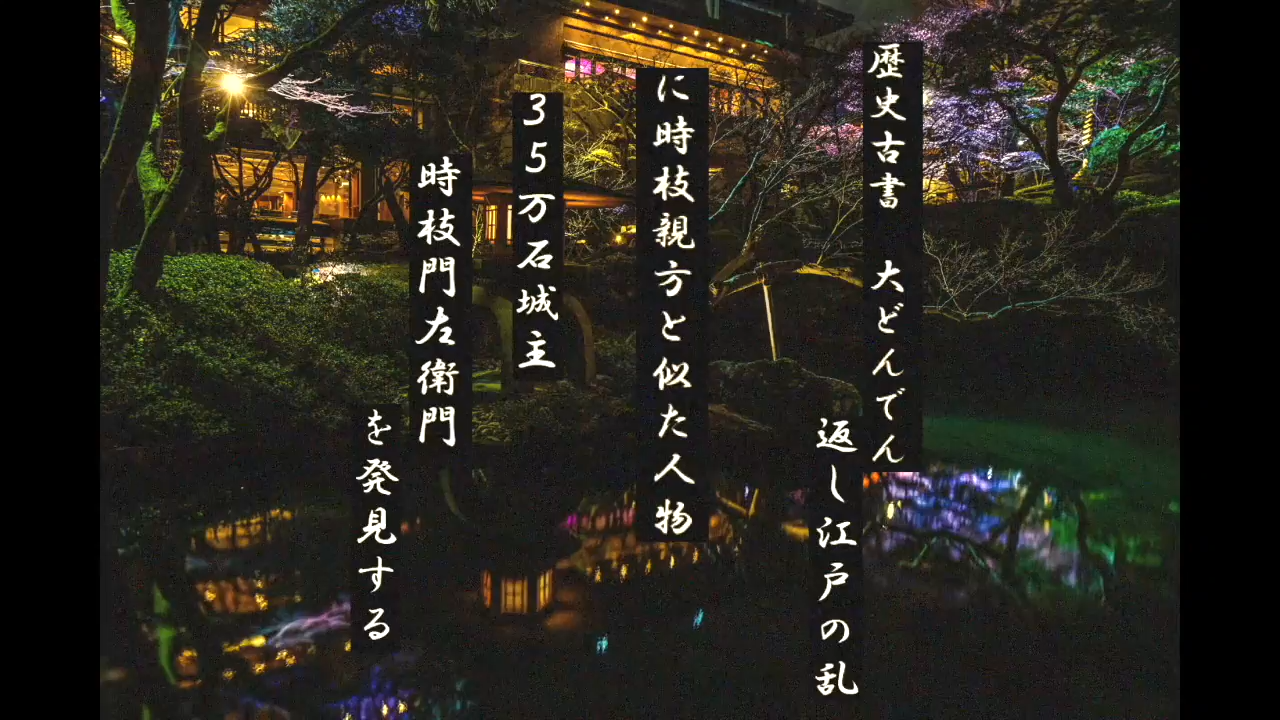 歴史古書 大どんでん
返し江戸の乱
に時枝親方と似た人物
35万石城主
時枝門左衛門
を発見する